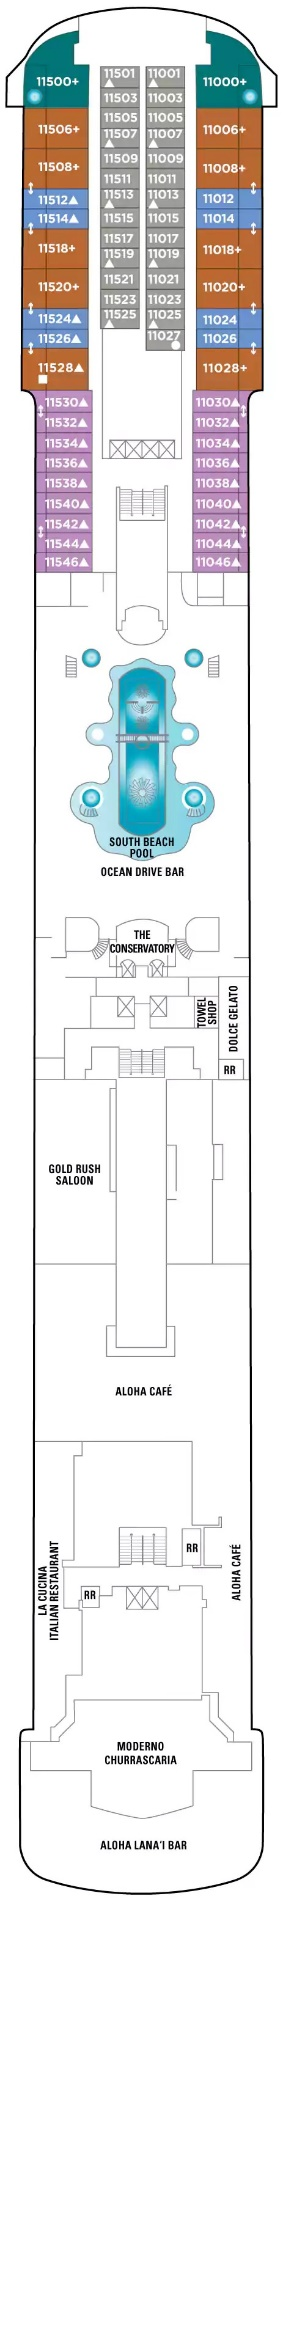 11500+ 11501 11001 11000+
11503 11003
11506+ 11505 11005 11006+
11507 11007
11508+ 11509 11009 11008+
11511 11011
11512▲ 11513 11013 11012
11514▲ 11515 11015 11014
11518+ 11517 11017 11018+
11519 11019
11520+ 11521 11021 11020+
11523 11023
11524▲ 11525 11025 11024
11526▲ 11027 11026
11528▲ 11028+
11530▲ 11030▲
11532▲ 11032▲
11534▲ 11034▲
11536▲ 11036▲
11538▲ 11038▲
11540▲ 11040▲
11542▲ 11042▲
11544▲ 11044▲
11546▲ 11046▲
SOUTH BEACH
POOL
OCEAN DRIVE BAR
THE
CONSERVATORY
TOWEL
SHOP
DOLCE GELATO
RR
GOLD RUSH
SALOON
ALOHA CAFÉ
LA CUCINA
ITALIAN RESTAURANT
RR
RR
ALOHA CAFÉ
MODERNO
CHURRASCARIA
ALOHA LANA'I BAR